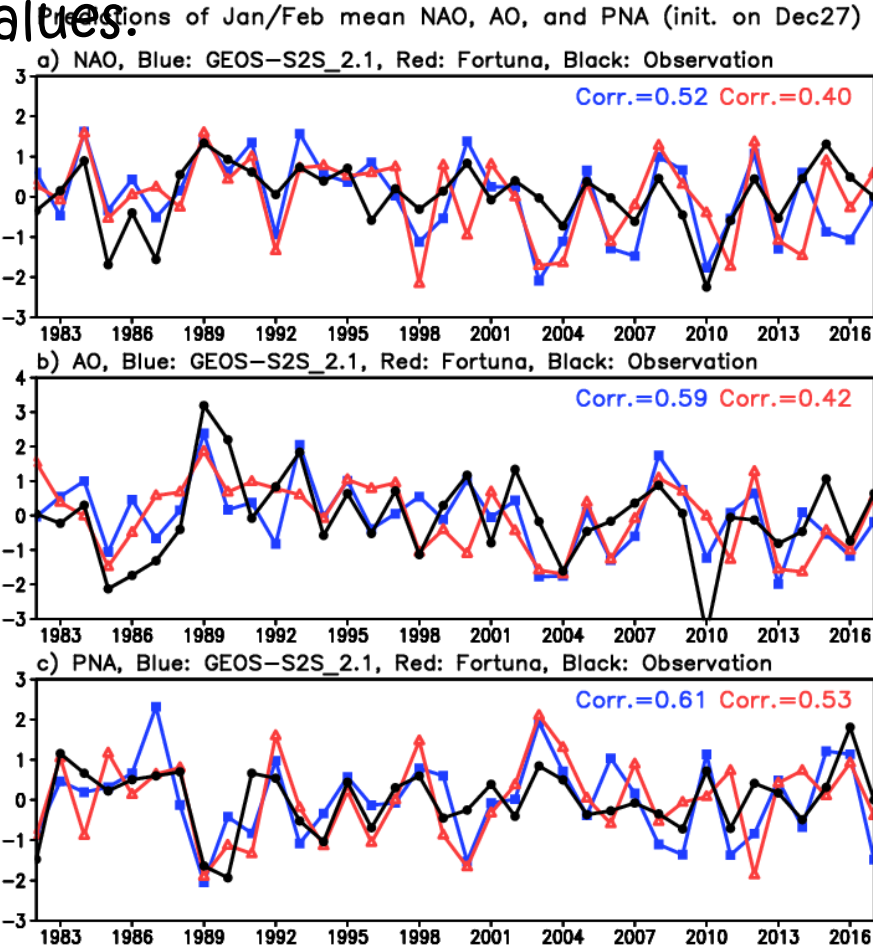 alues.
Predictions of Jan/Feb mean NAO, AO, and PNA (init. on Dec27)
a) NAO, Blue: GEOS-S2S_2.1, Red: Fortuna, Black: Observation
Corr.=0.52 Corr.=0.40
3
2
1
0
-1
-2
-3
1983 1986 1989 1992 1995 1998 2001 2004 2007 2010 2013 2016
b) AO, Blue: GEOS-S2S_2.1, Red: Fortuna, Black: Observation
Corr.=0.59 Corr.=0.42
4
3
2
1
0
-1
-2
-3
1983 1986 1989 1992 1995 1998 2001 2004 2007 2010 2013 2016
c) PNA, Blue: GEOS-S2S_2.1, Red: Fortuna, Black: Observation
Corr.=0.61 Corr.=0.53
3
2
1
0
-1
-2
-3
1983 1986 1989 1992 1995 1998 2001 2004 2007 2010 2013 2016